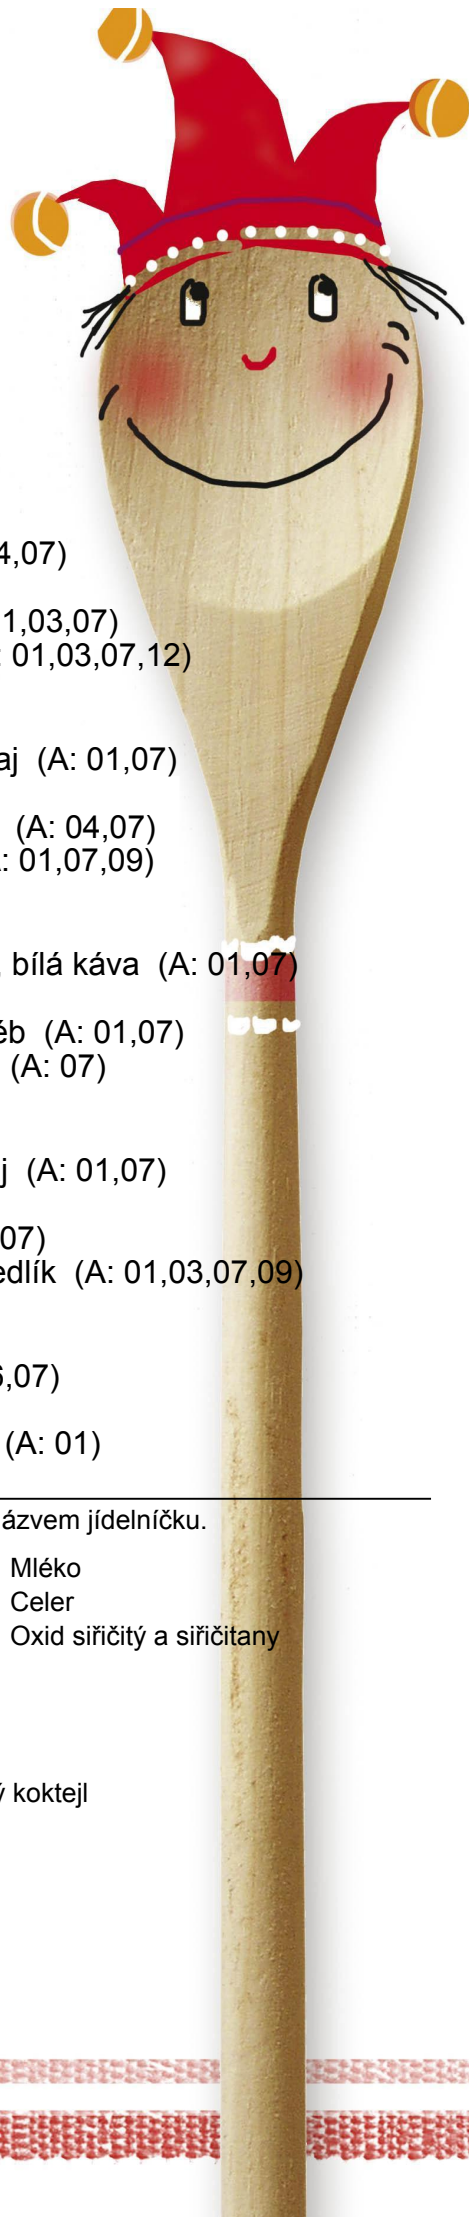 4,07)
1,03,07)
: 01,03,07,12)
aj (A: 01,07)
(A: 04,07)
A: 01,07,09)
, bílá káva (A: 01,07)
éb (A: 01,07)
(A: 07)
j (A: 01,07)
07)
edlík (A: 01,03,07,09)
6,07)
(A: 01)
ázvem jídelníčku.
Mléko
Celer
Oxid siřičitý a siřičitany
ý koktejl